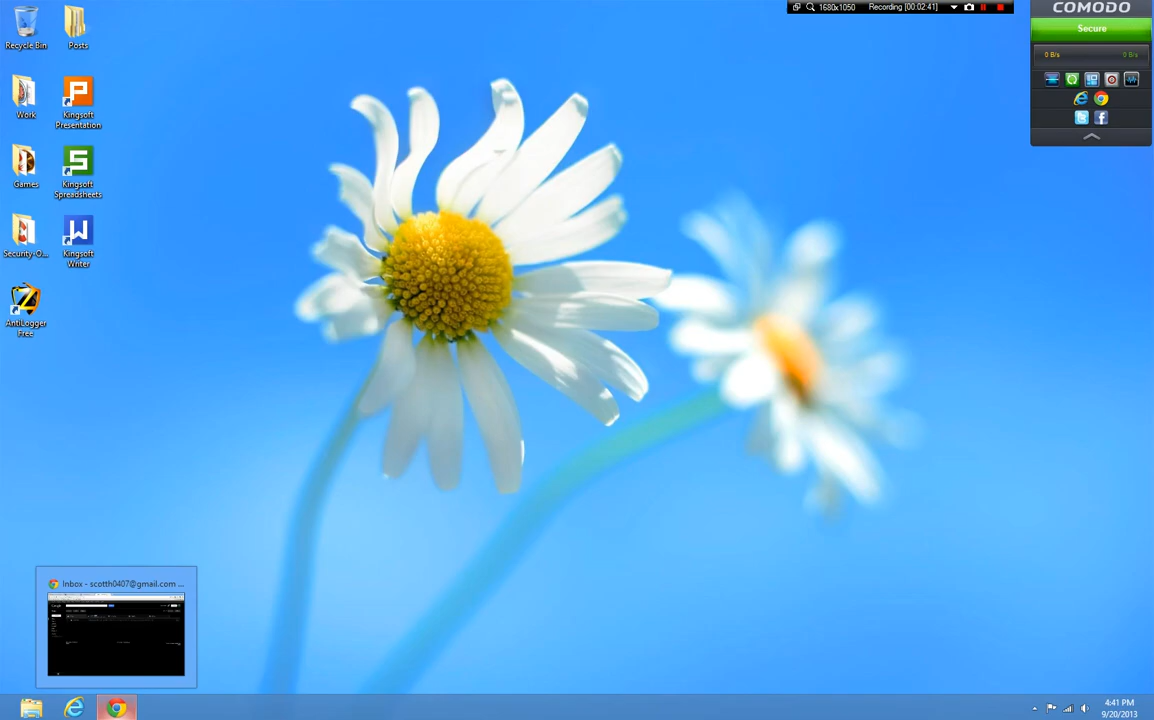 1680x1050 Recording [00:02:41]
COMODO
Secure
0 B/s 0 B/s
Recycle Bin
Posts
Work
Kingsoft
Presentation
Games
Kingsoft
Spreadsheets
Security-O...
Kingsoft
Writer
AntiLogger
Free
Inbox - scotth0407@gmail.com ...
4:41 PM
9/20/2013